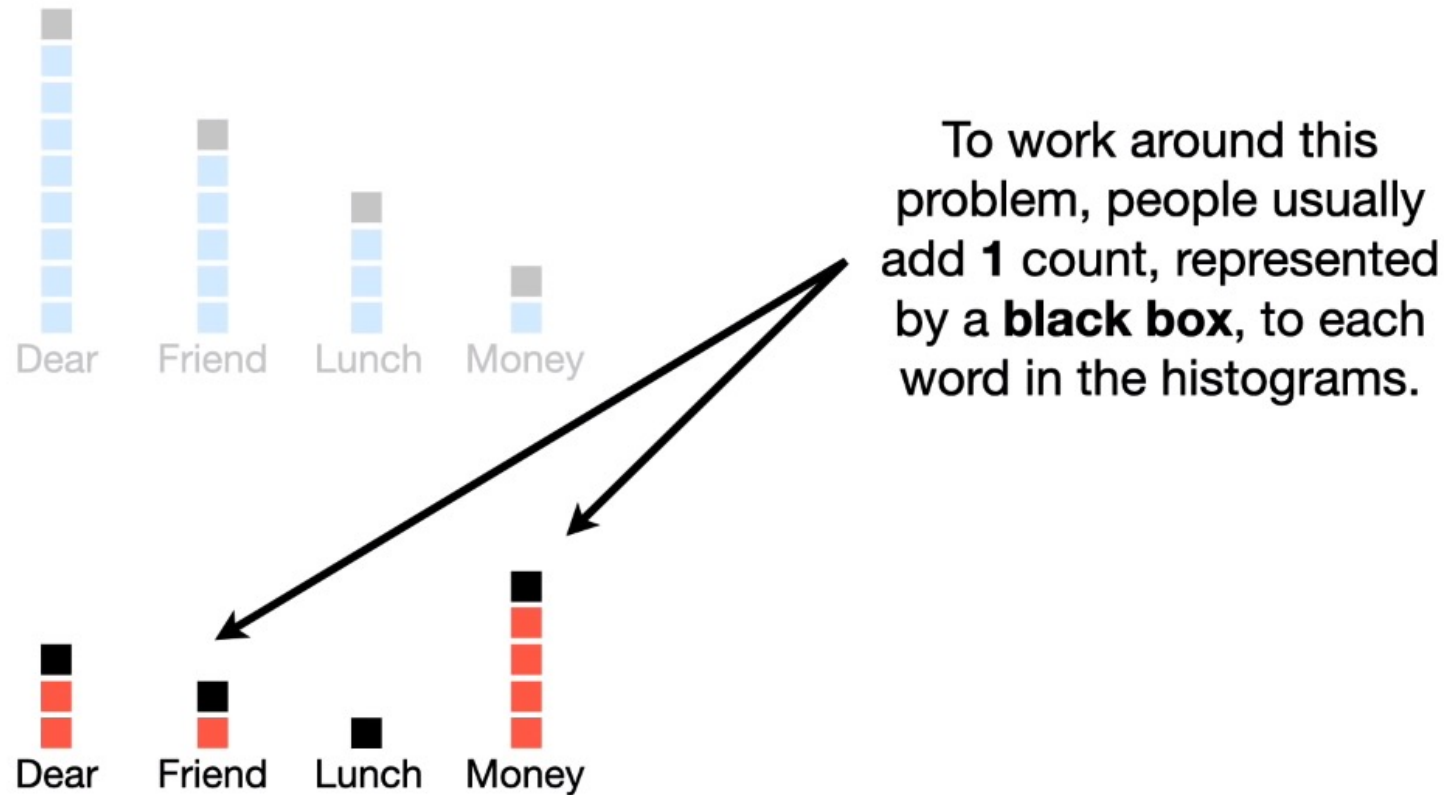 Dear Friend Lunch Money
To work around this
problem, people usually
add 1 count, represented
by a black box, to each
word in the histograms.
Dear Friend Lunch Money